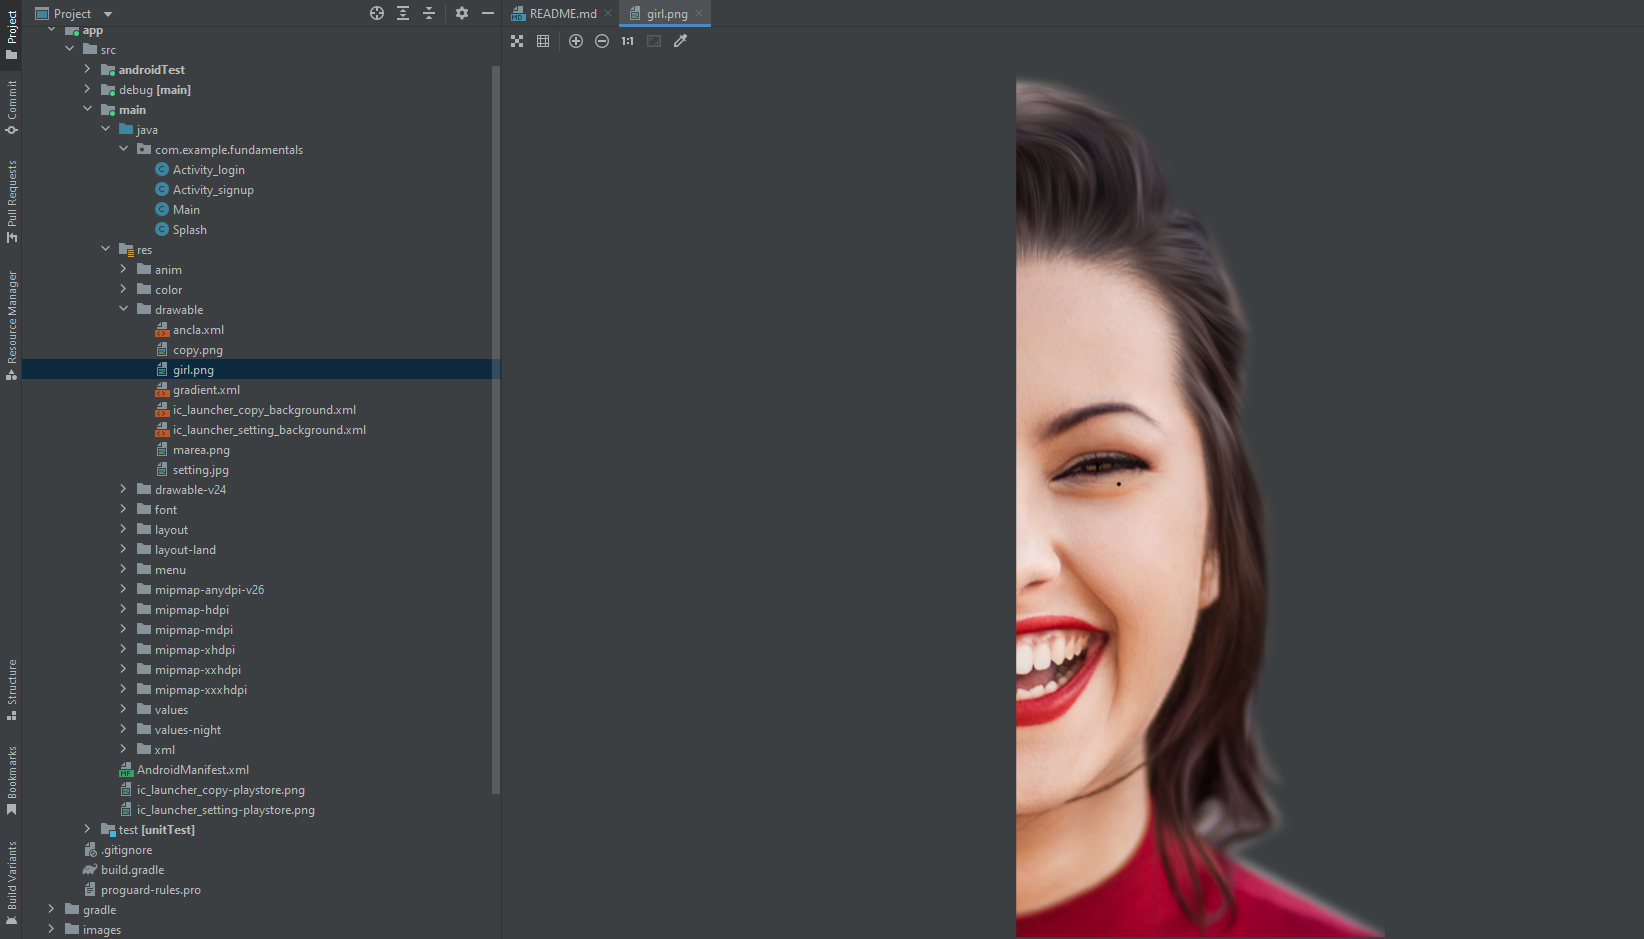 Project
README.md
girl.png
1:1
Project
Commit
Pull Requests
Resource Manager
Structure
Bookmarks
Build Variants
app
src
androidTest
debug [main]
main
java
com.example.fundamentals
Activity_login
Activity_signup
Main
Splash
res
anim
color
drawable
ancla.xml
copy.png
girl.png
gradient.xml
ic_launcher_copy_background.xml
ic_launcher_setting_background.xml
marea.png
setting.jpg
drawable-v24
font
layout
layout-land
menu
mipmap-anydpi-v26
mipmap-hdpi
mipmap-mdpi
mipmap-xhdpi
mipmap-xxhdpi
mipmap-xxxhdpi
values
values-night
xml
AndroidManifest.xml
ic_launcher_copy-playstore.png
ic_launcher_setting-playstore.png
test [unitTest]
.gitignore
build.gradle
proguard-rules.pro
gradle
images